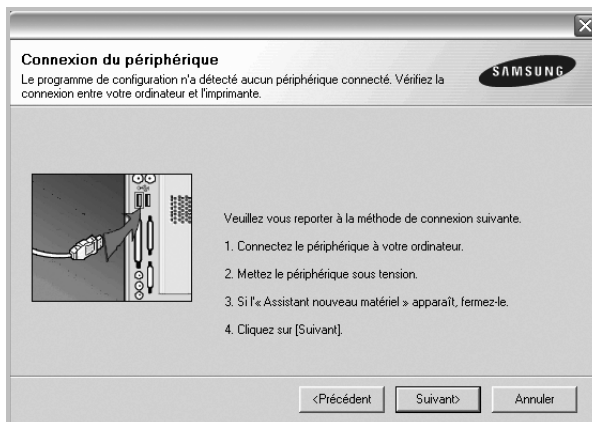 Connexion du périphérique
Le programme de configuration n'a détecté aucun périphérique connecté. Vérifiez la
connexion entre votre ordinateur et l'imprimante.
SAMSUNG
Veuillez vous reporter à la méthode de connexion suivante.
1. Connectez le périphérique à votre ordinateur.
2. Mettez le périphérique sous tension.
3. Si l'« Assistant nouveau matériel » apparaît, fermez-le.
4. Cliquez sur [Suivant].
<Précédent
Suivant>
Annuler